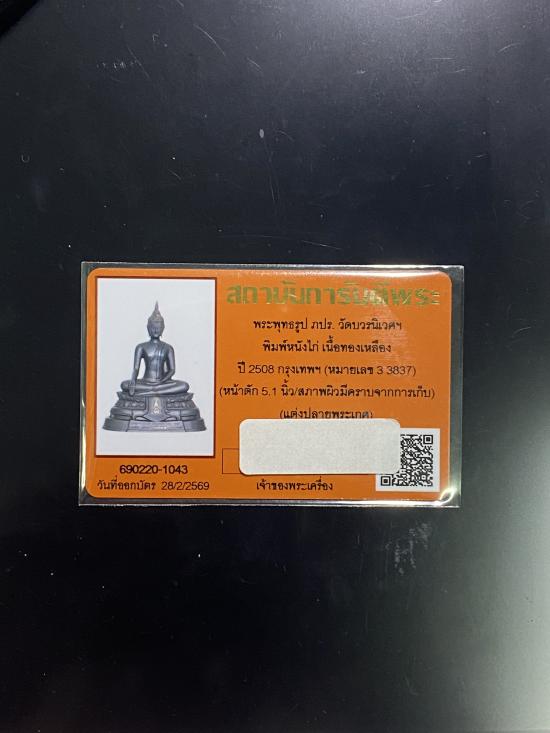 สถาบันการันตีพระ
พระพุทธรูป ภปร. วัดบวรนิเวศฯ
พิมพ์หนังไก่ เนื้อทองเหลือง
ปี 2508 กรุงเทพฯ (หมายเลข 3 3837)
(หน้าตัก 5.1 นิ้ว/สภาพผิวมีคราบจากการเก็บ)
(แต่งปลายพระเกศ)
690220-1043
วันที่ออกบัตร 28/2/2569
เจ้าของพระเครื่อง